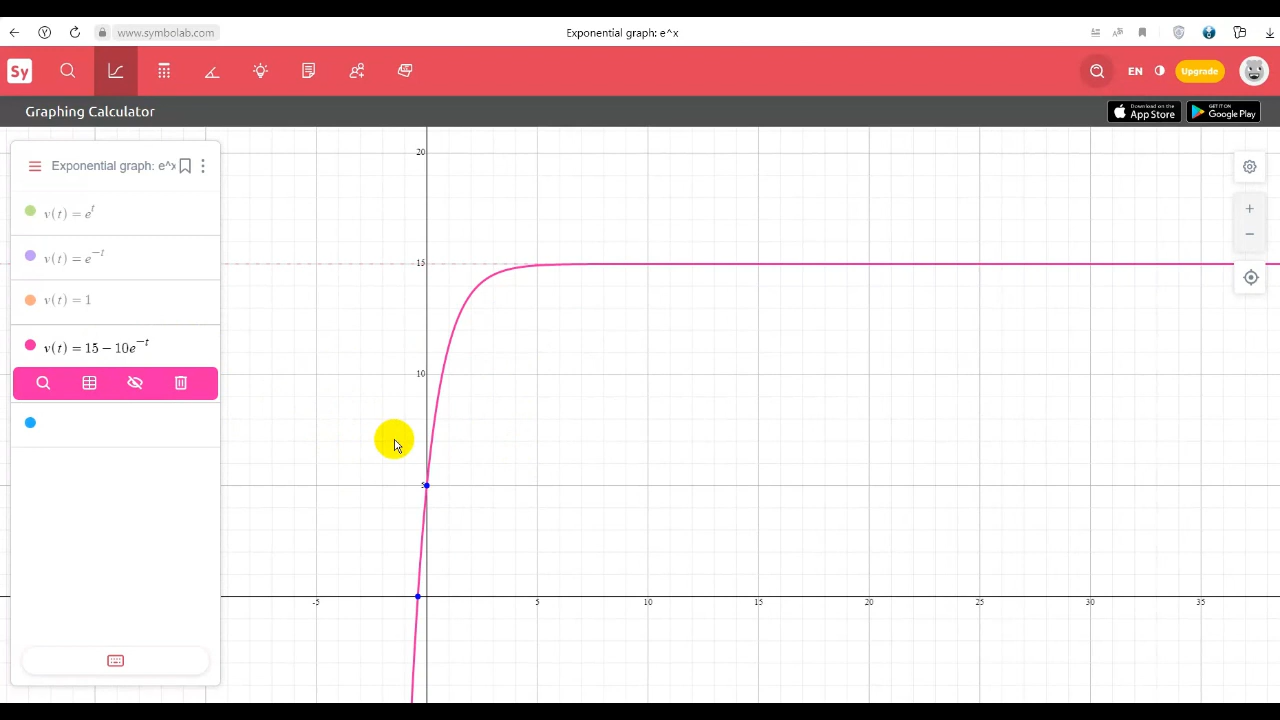 www.symbolab.com
Exponential graph: e^x
Sy
EN
Upgrade
Graphing Calculator
Download on the
App Store
GET IT ON
Google Play
Exponential graph: e^x
v(t) = e^t
v(t) = e^{-t}
v(t) = 1
v(t) = 15 − 10e^{-t}
20
15
10
5
-5
5
10
15
20
25
30
35